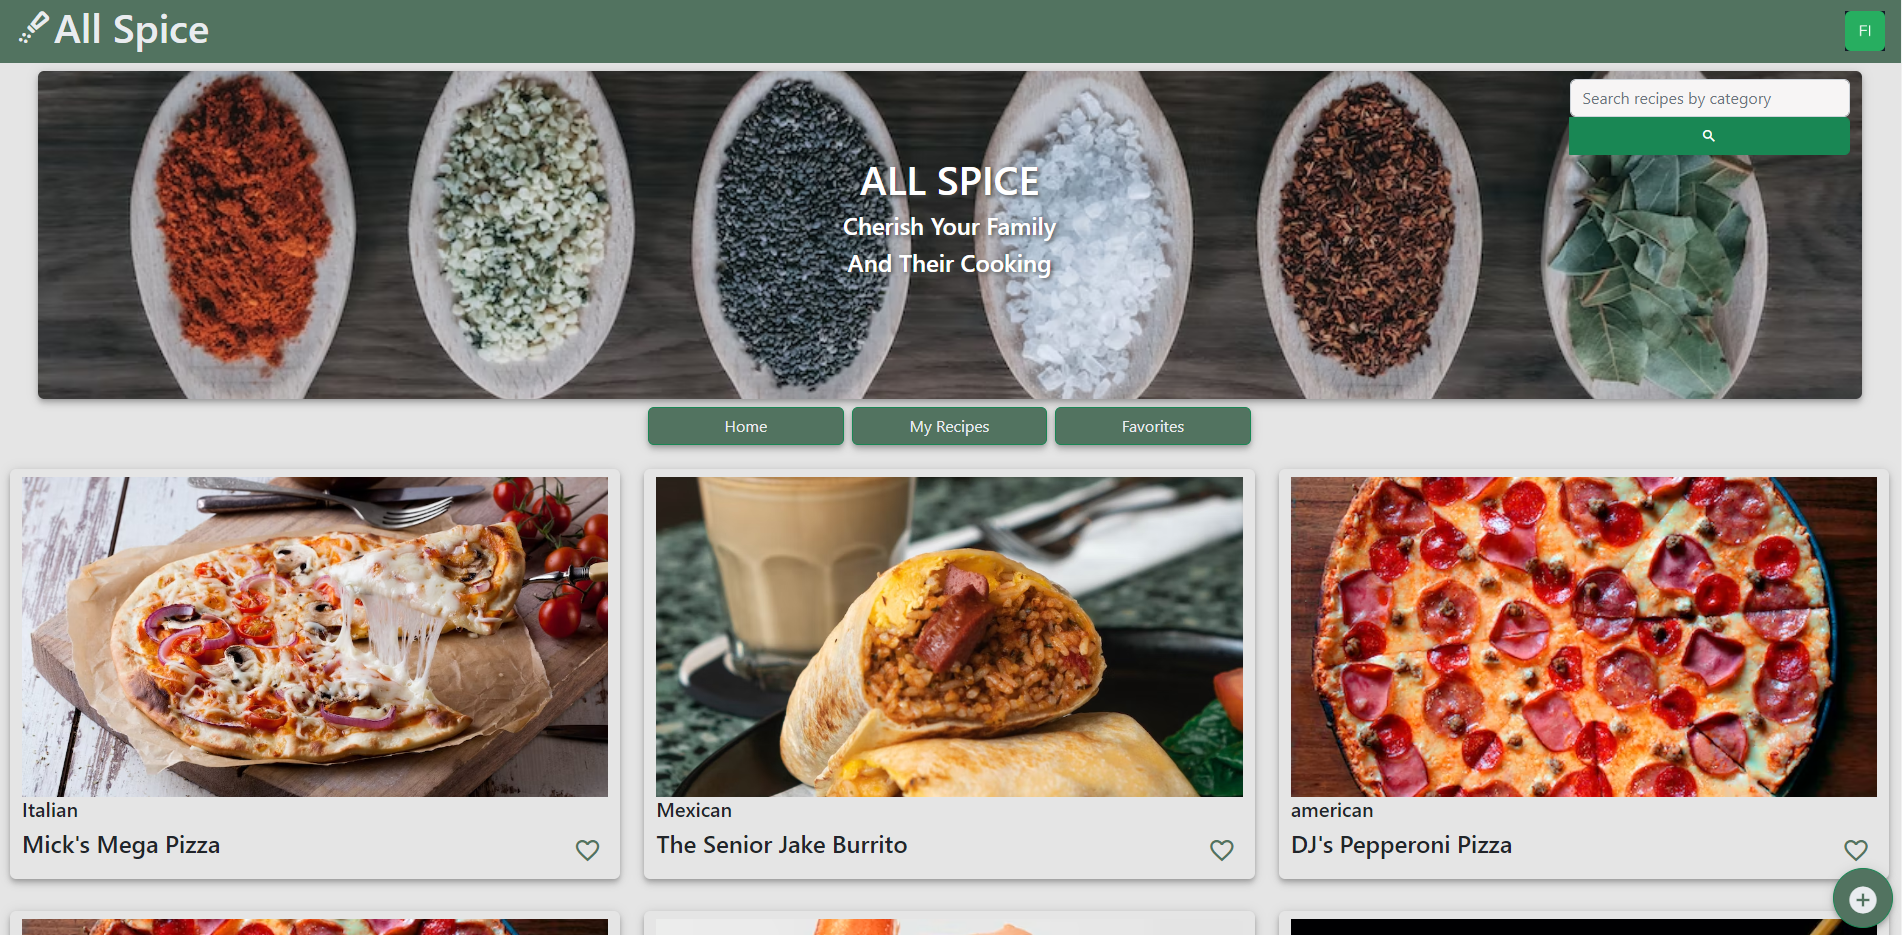 All Spice
FI
Search recipes by category
ALL SPICE
Cherish Your Family
And Their Cooking
Home
My Recipes
Favorites
Italian
Mick's Mega Pizza
Mexican
The Senior Jake Burrito
american
DJ's Pepperoni Pizza